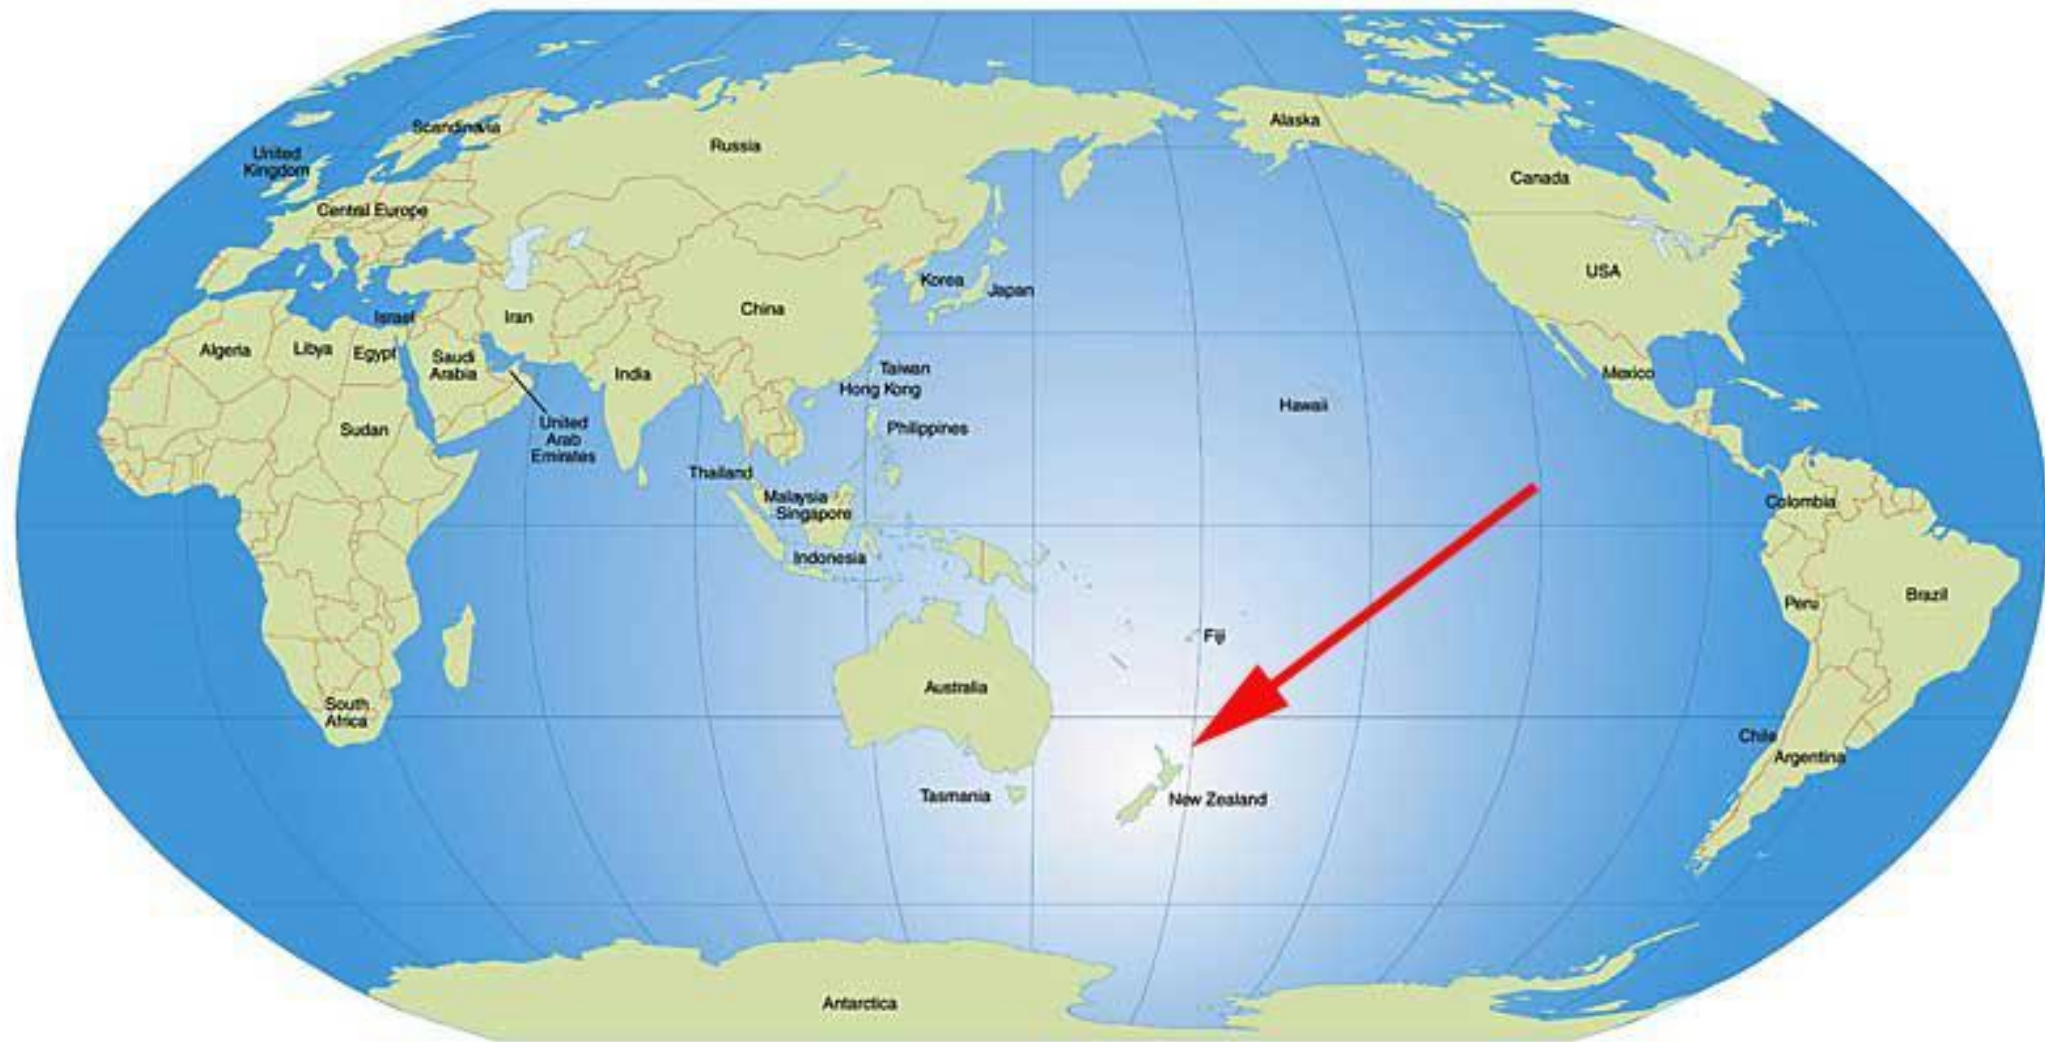 Scandinavia
Alaska
Russia
United
Kingdom
Canada
Central Europe
USA
Korea
Japan
China
Israel
Iran
Algeria
Libya
Egypt
Saudi
Arabia
India
Taiwan
Hong Kong
Mexico
Hawaii
Sudan
United
Arab
Emirates
Philippines
Thailand
Malaysia
Singapore
Colombia
Indonesia
Peru
Brazil
Fiji
Australia
South
Africa
Chile
Argentina
Tasmania
New Zealand
Antarctica